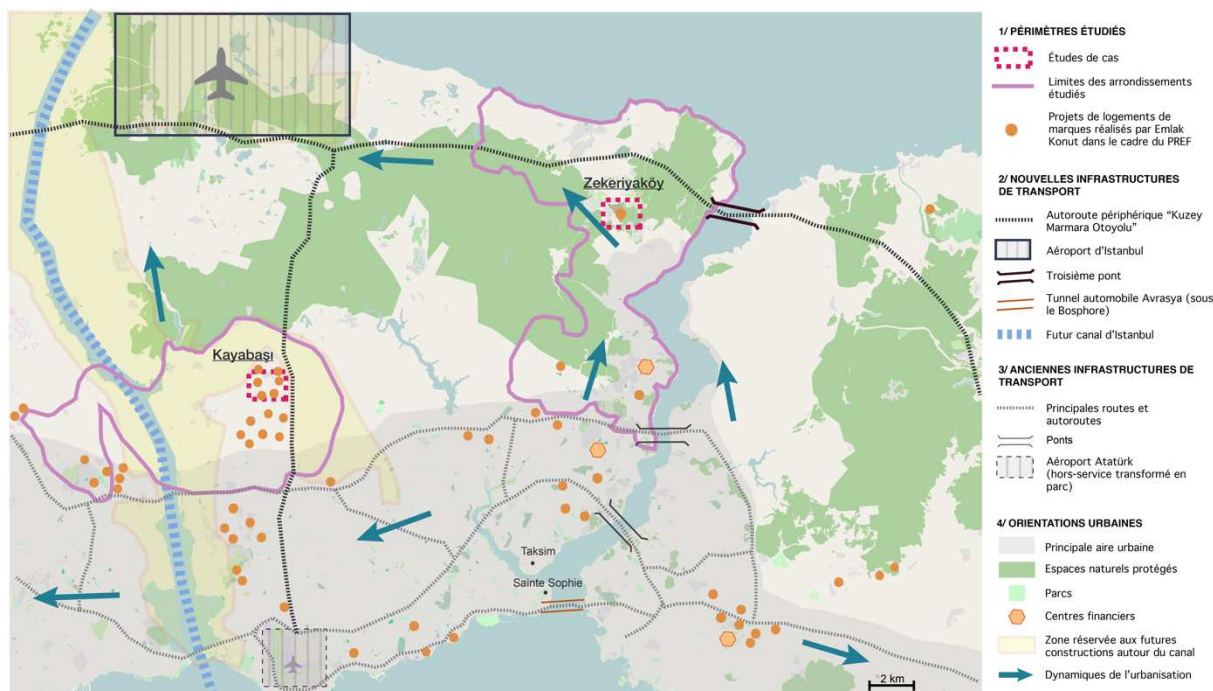 Zekeriyaköy
Kayabaşı
Taksim
Sainte Sophie
2 km
1/ PÉRIMÈTRES ÉTUDIÉS
Études de cas
Limites des arrondissements
étudiés
Projets de logements de
marques réalisés par Emlak
Konut dans le cadre du PREF
2/ NOUVELLES INFRASTRUCTURES
DE TRANSPORT
Autoroute périphérique "Kuzey
Marmara Otoyolu"
Aéroport d'Istanbul
Troisième pont
Tunnel automobile Avrasya (sous
le Bosphore)
Futur canal d'Istanbul
3/ ANCIENNES INFRASTRUCTURES DE
TRANSPORT
Principales routes et
autoroutes
Ponts
Aéroport Atatürk
(hors-service transformé en
parc)
4/ ORIENTATIONS URBAINES
Principale aire urbaine
Espaces naturels protégés
Parcs
Centres financiers
Zone réservée aux futures
constructions autour du canal
Dynamiques de l'urbanisation